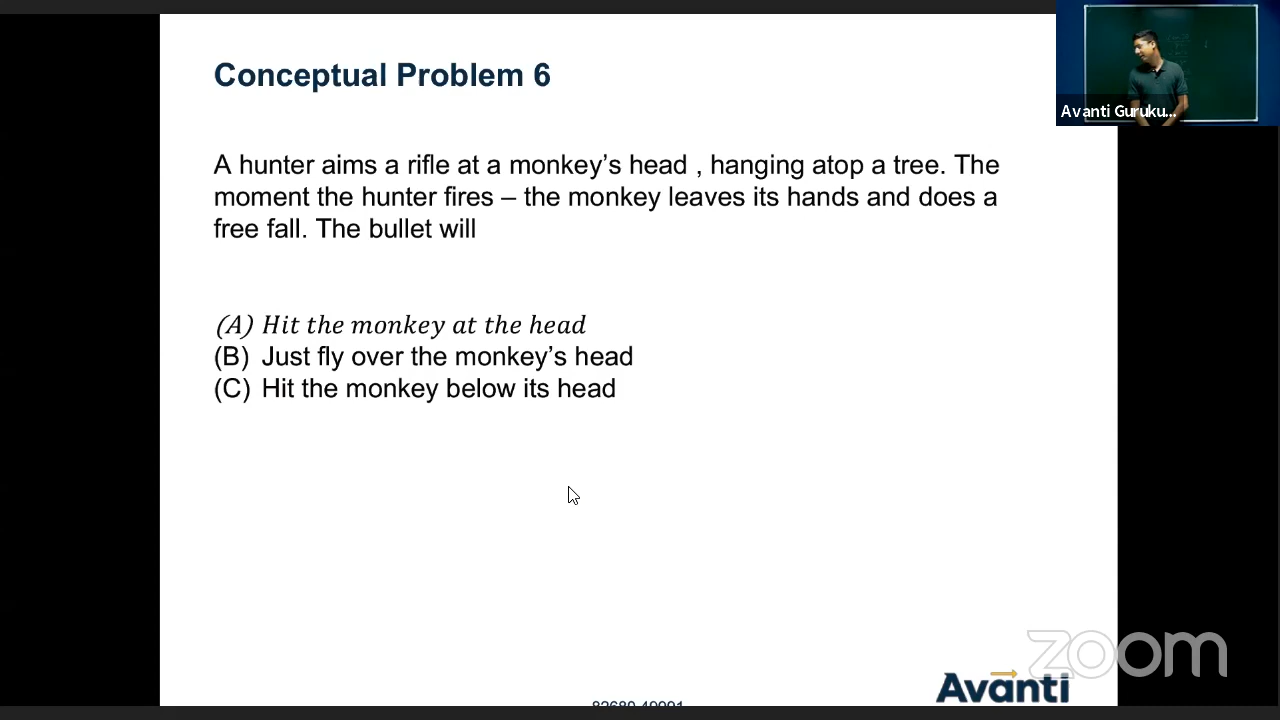 Conceptual Problem 6
Avanti Guruku...
A hunter aims a rifle at a monkey’s head , hanging atop a tree. The
moment the hunter fires – the monkey leaves its hands and does a
free fall. The bullet will
(A) Hit the monkey at the head
(B) Just fly over the monkey’s head
(C) Hit the monkey below its head
zoom
Avanti